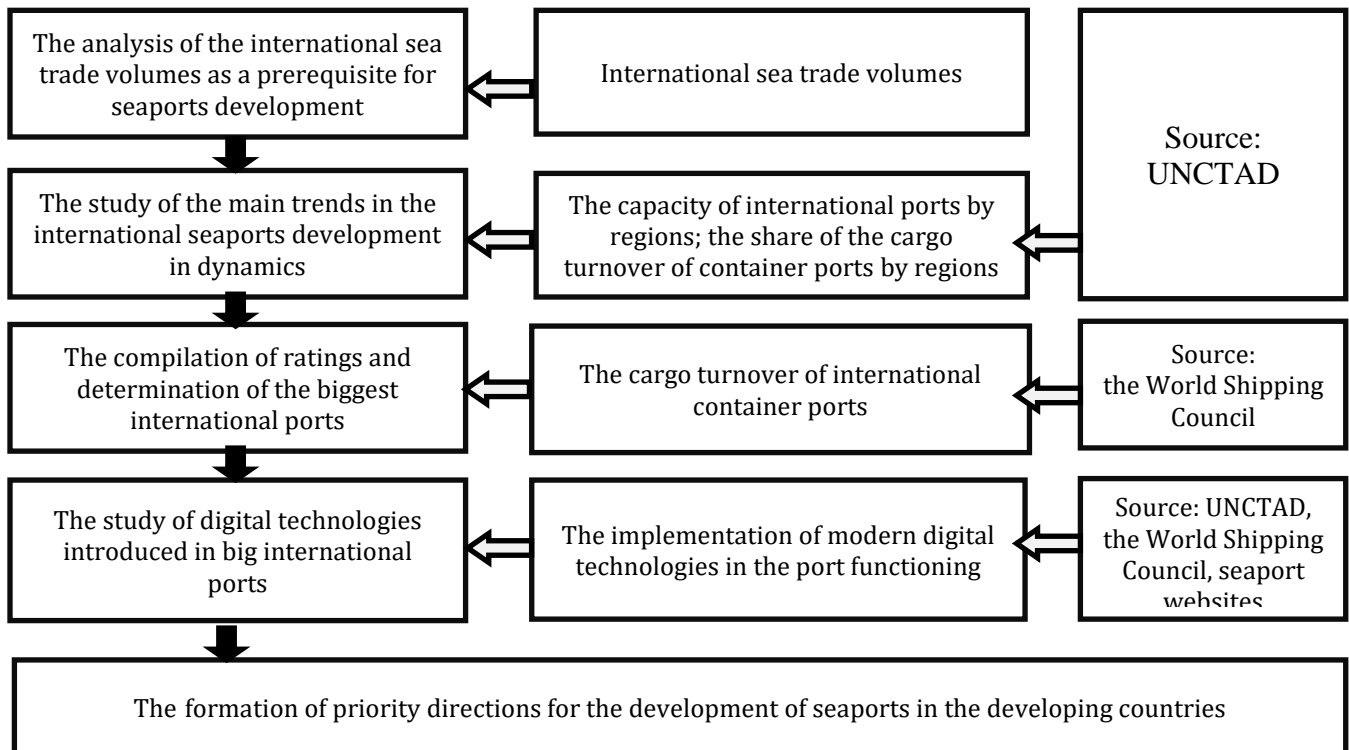 The analysis of the international sea
trade volumes as a prerequisite for
seaports development
International sea trade volumes
Source:
UNCTAD
The study of the main trends in the
international seaports development
in dynamics
The capacity of international ports by
regions; the share of the cargo
turnover of container ports by regions
The compilation of ratings and
determination of the biggest
international ports
The cargo turnover of international
container ports
Source:
the World Shipping
Council
The study of digital technologies
introduced in big international
ports
The implementation of modern digital
technologies in the port functioning
Source: UNCTAD,
the World Shipping
Council, seaport
websites
The formation of priority directions for the development of seaports in the developing countries